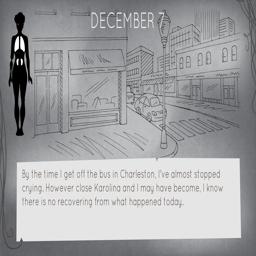 DECEMBER 7
By the time I get off the bus in Charleston, I've almost stopped
crying. However close Karolina and I may have become, I know
there is no recovering from what happened today.